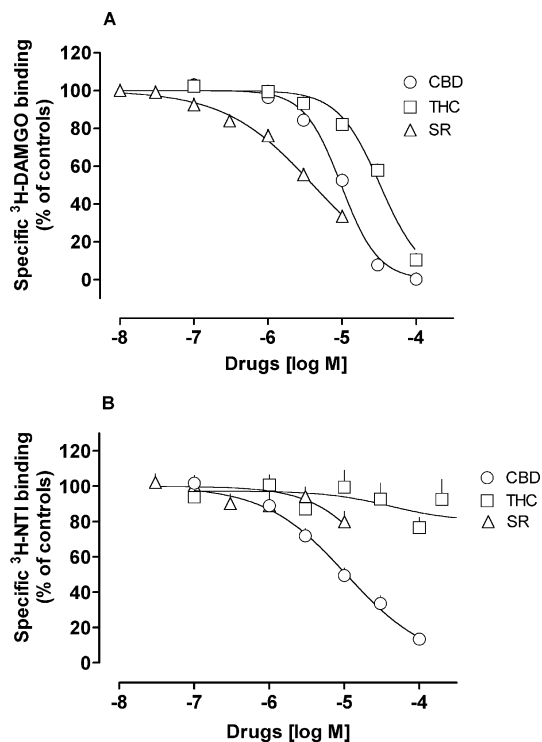 A
Specific ³H-DAMGO binding
(% of controls)
120
100
80
60
40
20
0
CBD
THC
SR
-8 -7 -6 -5 -4
Drugs [log M]
B
Specific ³H-NTI binding
(% of controls)
120
100
80
60
40
20
0
CBD
THC
SR
-8 -7 -6 -5 -4
Drugs [log M]